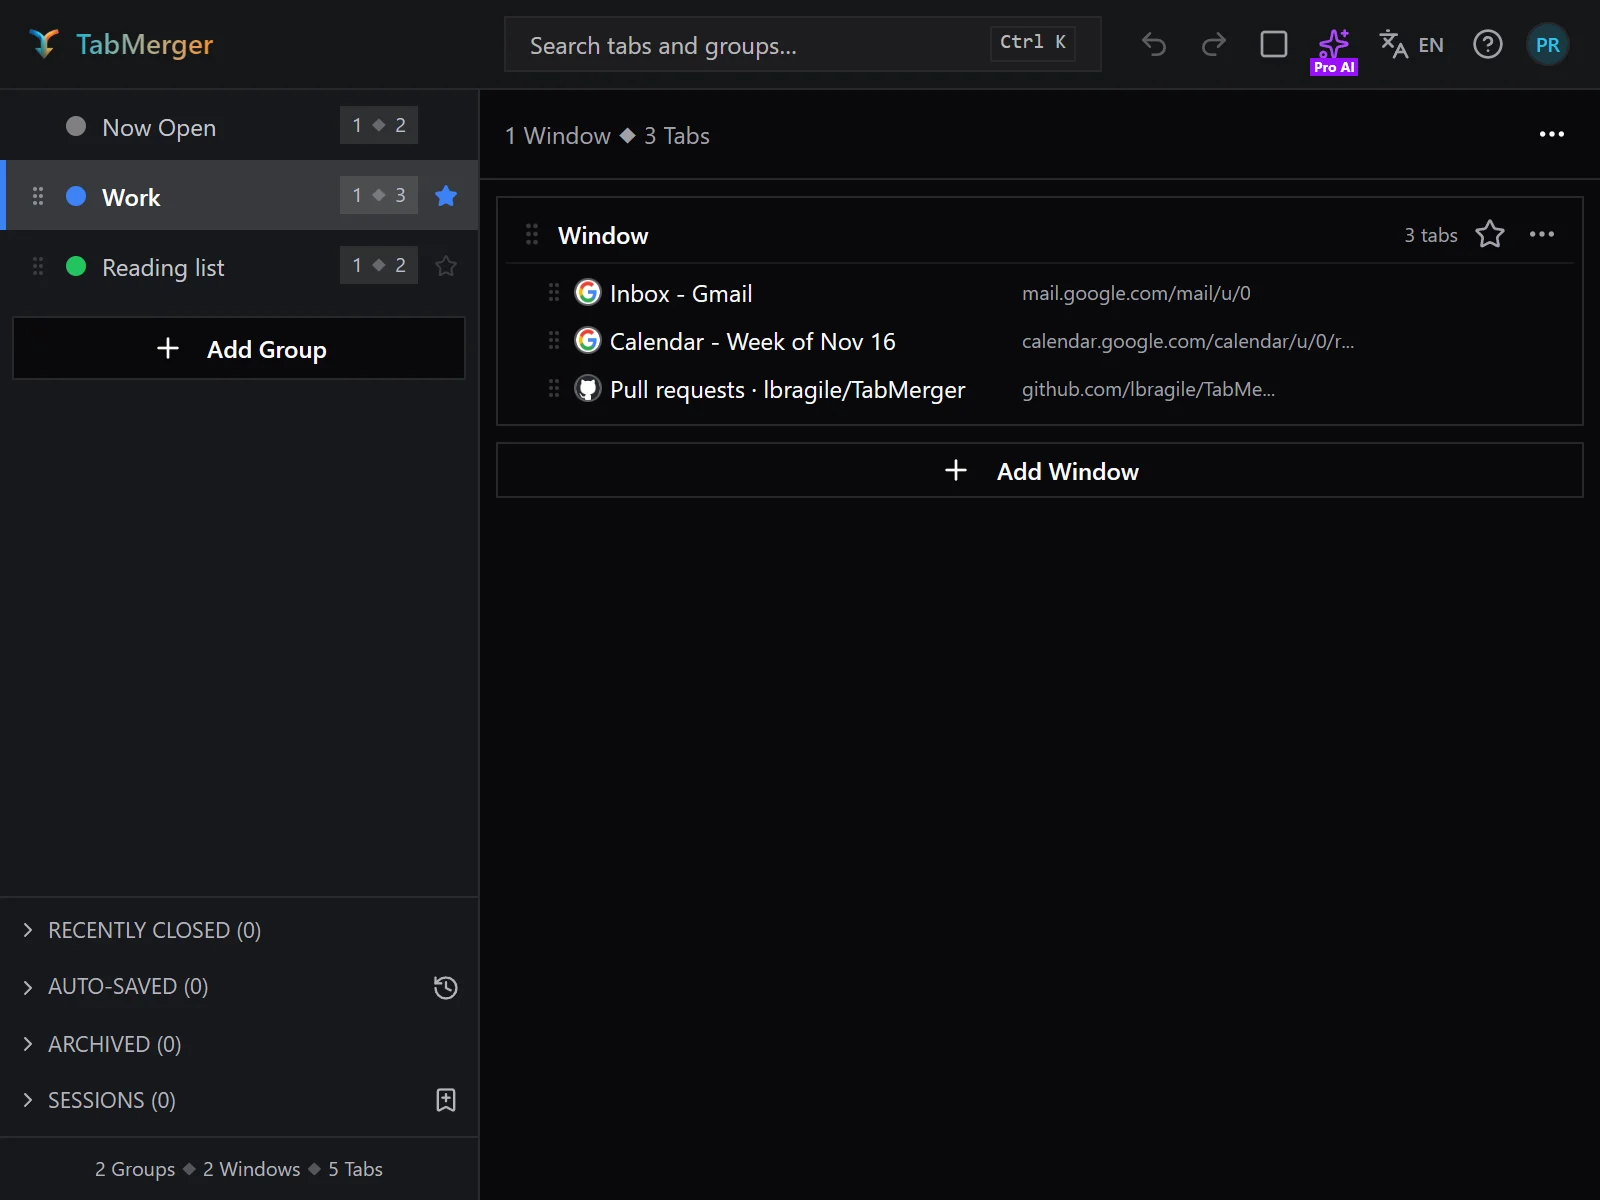 TabMerger
Search tabs and groups...
Ctrl K
Pro AI
EN
PR
Now Open
1 ◆ 2
Work
1 ◆ 3
Reading list
1 ◆ 2
Add Group
1 Window ◆ 3 Tabs
Window
3 tabs
Inbox - Gmail
mail.google.com/mail/u/0
Calendar - Week of Nov 16
calendar.google.com/calendar/u/0/r...
Pull requests · lbragile/TabMerger
github.com/lbragile/TabMe...
Add Window
RECENTLY CLOSED (0)
AUTO-SAVED (0)
ARCHIVED (0)
SESSIONS (0)
2 Groups ◆ 2 Windows ◆ 5 Tabs